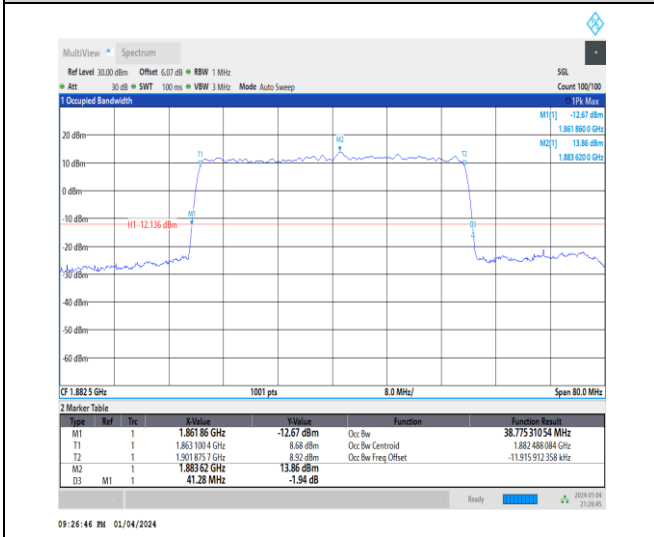 MultiView Spectrum
Ref Level 30.00 dBm Offset 6.07 dB RBW 1 MHz SGL
Att 30 dB SWT 100 ms VBW 3 MHz Mode Auto Sweep Count 100/100
1 Occupied Bandwidth 1Pk Max
M1[1] -12.67 dBm
1.861 860 0 GHz
M2[1] 13.86 dBm
1.883 620 0 GHz
20 dBm
M2
T1 T2
10 dBm
0 dBm
M1
-10 dBm
H1 -12.136 dBm
D3
-20 dBm
-30 dBm
-40 dBm
-50 dBm
-60 dBm
CF 1.882 5 GHz 1001 pts 8.0 MHz/ Span 80.0 MHz
2 Marker Table
Type Ref Trc X-Value Y-Value Function Function Result
M1 1 1.861 86 GHz -12.67 dBm Occ Bw 38.775 310 54 MHz
T1 1 1.863 100 4 GHz 8.68 dBm Occ Bw Centroid 1.882 488 084 GHz
T2 1 1.901 875 7 GHz 8.92 dBm Occ Bw Freq Offset -11.915 912 358 kHz
M2 1 1.883 62 GHz 13.86 dBm
D3 M1 1 41.28 MHz -1.94 dB
Ready 2024-01-04
21:26:45
09:26:46 PM 01/04/2024